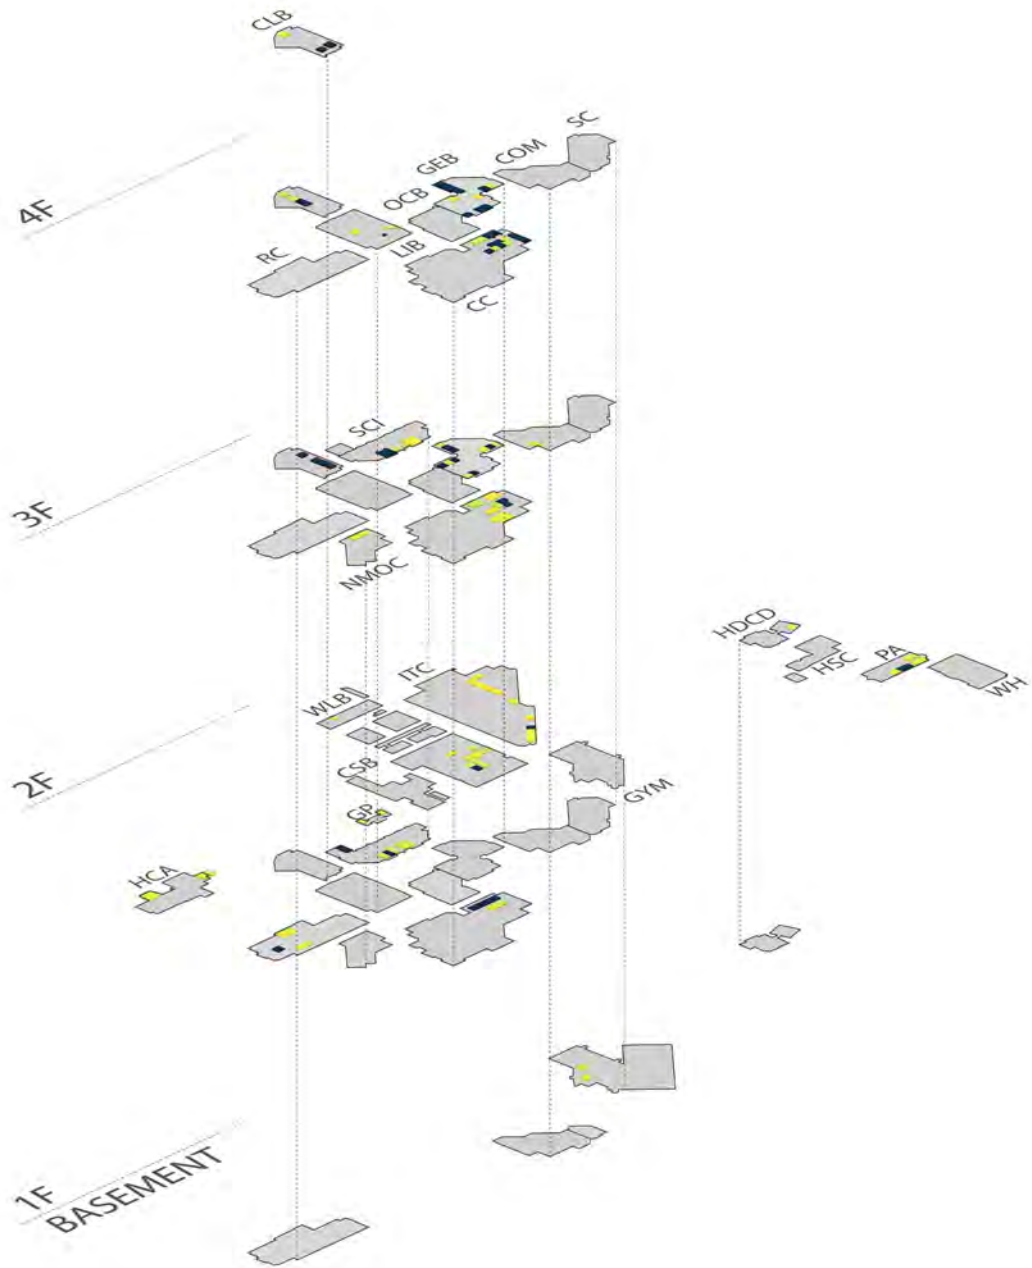 CLB
SC
COM
GEB
OCB
4F
LIB
RC
CC
SCI
3F
NMOC
HDCD
HSC
PA
WH
ITC
WLB
2F
CSB
GYM
GP
HCA
1F
BASEMENT